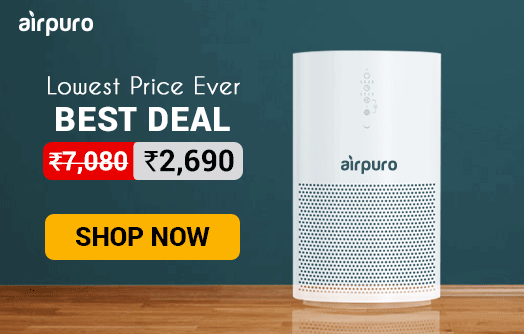 airpuro
Lowest Price Ever
BEST DEAL
₹7,080 ₹2,690
SHOP NOW
airpuro